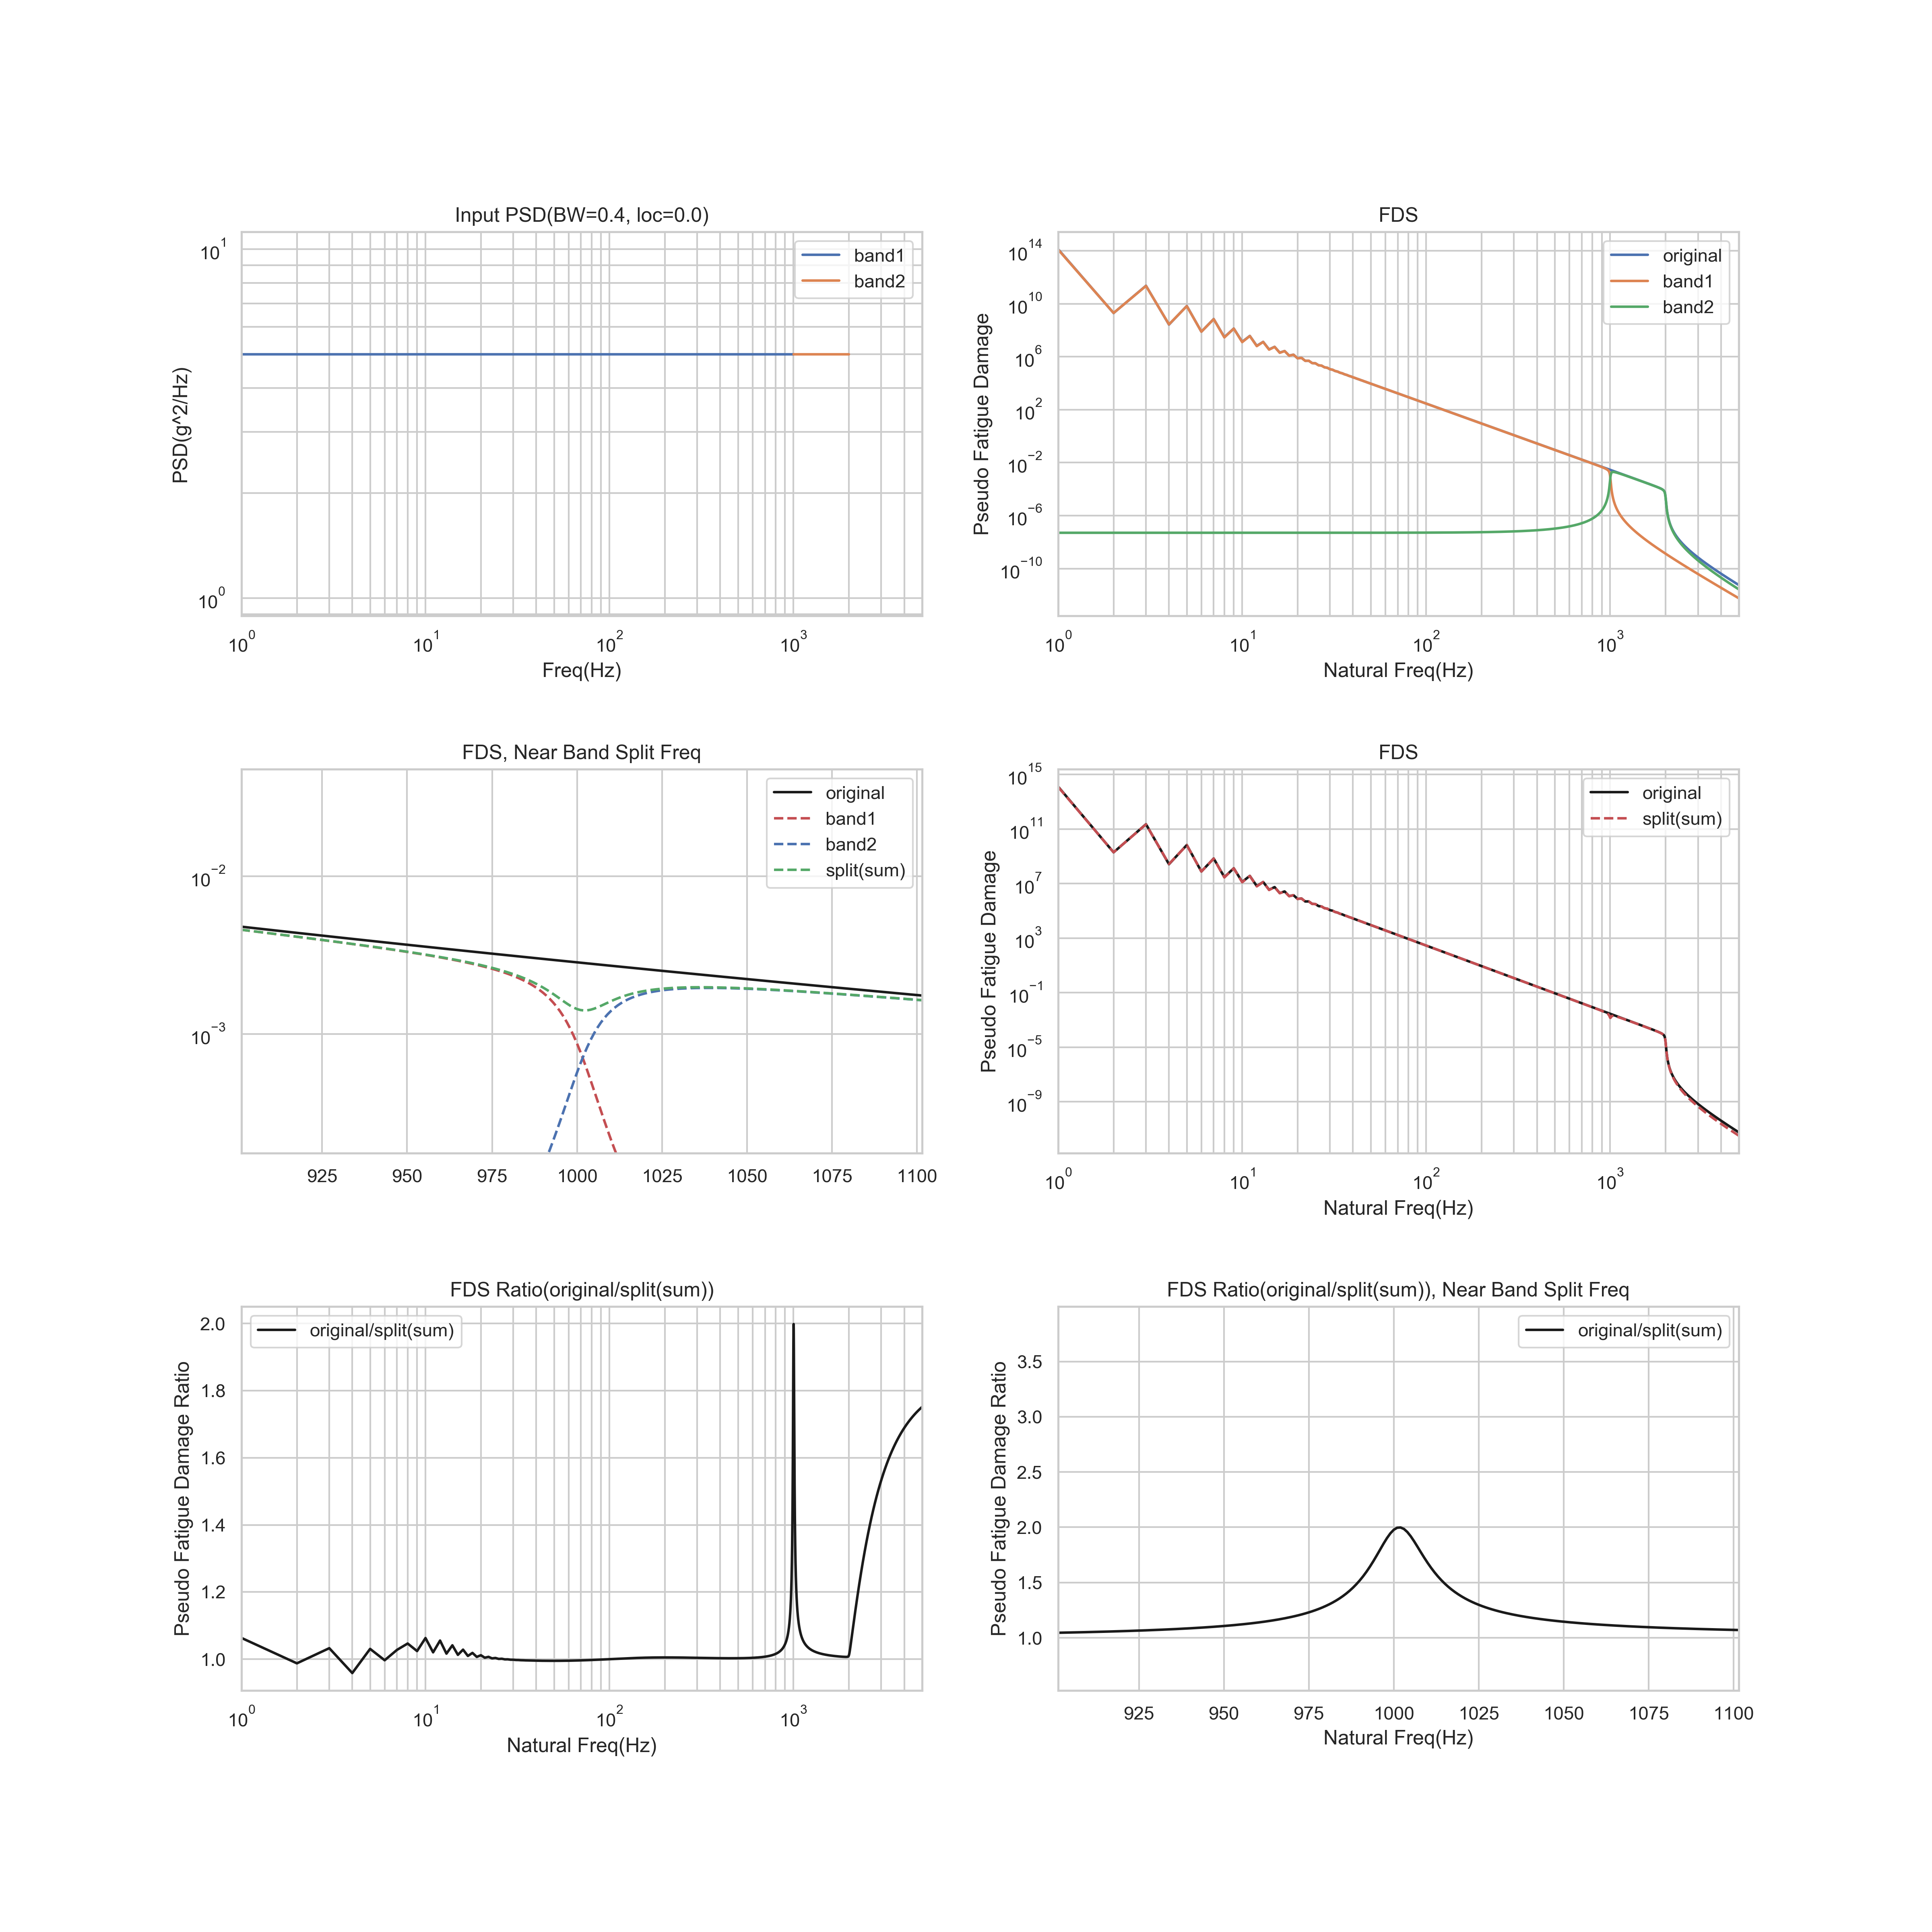 Input PSD(BW=0.4, loc=0.0)
PSD(g^2/Hz)
10^1
10^0
band1
band2
10^0 10^1 10^2 10^3
Freq(Hz)
FDS
Pseudo Fatigue Damage
10^14
10^10
10^6
10^2
10^−2
10^−6
10^−10
original
band1
band2
10^0 10^1 10^2 10^3
Natural Freq(Hz)
FDS, Near Band Split Freq
10^−2
10^−3
original
band1
band2
split(sum)
925 950 975 1000 1025 1050 1075 1100
FDS
Pseudo Fatigue Damage
10^15
10^11
10^7
10^3
10^−1
10^−5
10^−9
original
split(sum)
10^0 10^1 10^2 10^3
Natural Freq(Hz)
FDS Ratio(original/split(sum))
Pseudo Fatigue Damage Ratio
2.0
1.8
1.6
1.4
1.2
1.0
original/split(sum)
10^0 10^1 10^2 10^3
Natural Freq(Hz)
FDS Ratio(original/split(sum)), Near Band Split Freq
Pseudo Fatigue Damage Ratio
3.5
3.0
2.5
2.0
1.5
1.0
original/split(sum)
925 950 975 1000 1025 1050 1075 1100
Natural Freq(Hz)